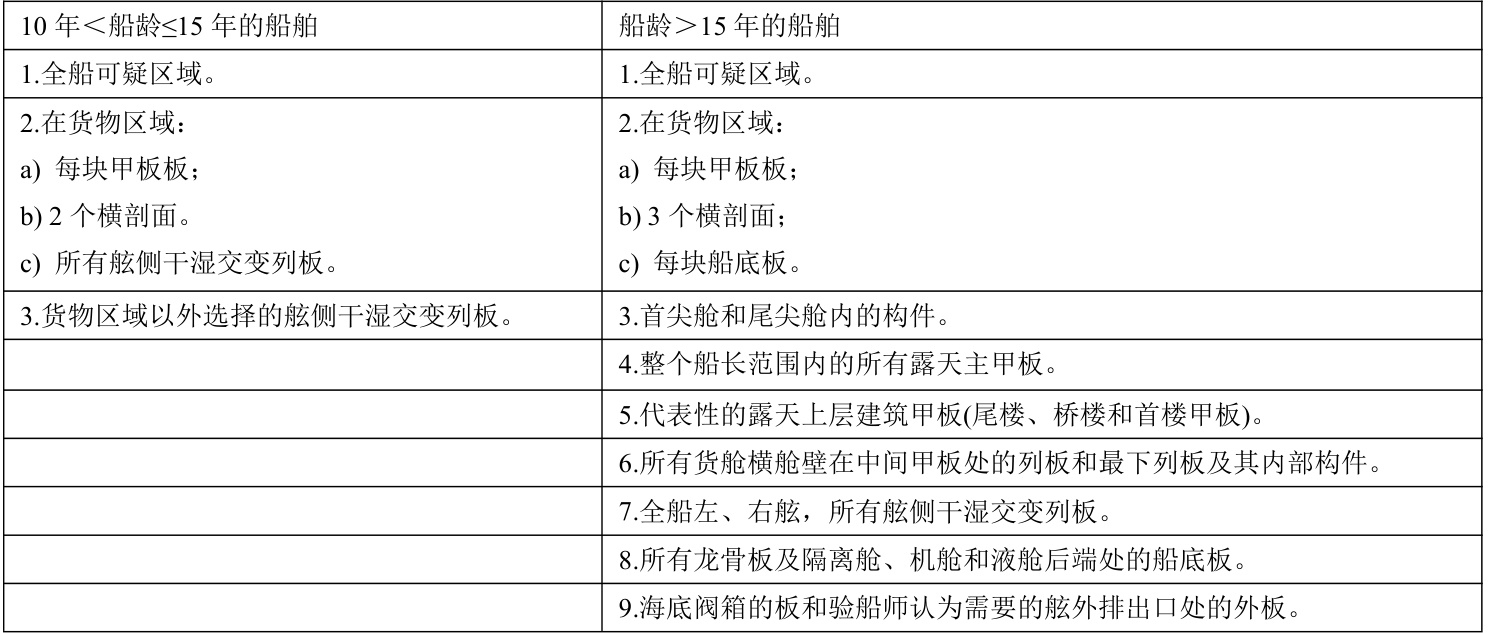 10 年＜船龄≤15 年的船舶
船龄＞15 年的船舶
1.全船可疑区域。
1.全船可疑区域。
2.在货物区域：
a) 每块甲板板；
b) 2 个横剖面。
c) 所有舷侧干湿交变列板。
2.在货物区域：
a) 每块甲板板；
b) 3 个横剖面；
c) 每块船底板。
3.货物区域以外选择的舷侧干湿交变列板。
3.首尖舱和尾尖舱内的构件。
4.整个船长范围内的所有露天主甲板。
5.代表性的露天上层建筑甲板(尾楼、桥楼和首楼甲板)。
6.所有货舱横舱壁在中间甲板处的列板和最下列板及其内部构件。
7.全船左、右舷，所有舷侧干湿交变列板。
8.所有龙骨板及隔离舱、机舱和液舱后端处的船底板。
9.海底阀箱的板和验船师认为需要的舷外排出口处的外板。